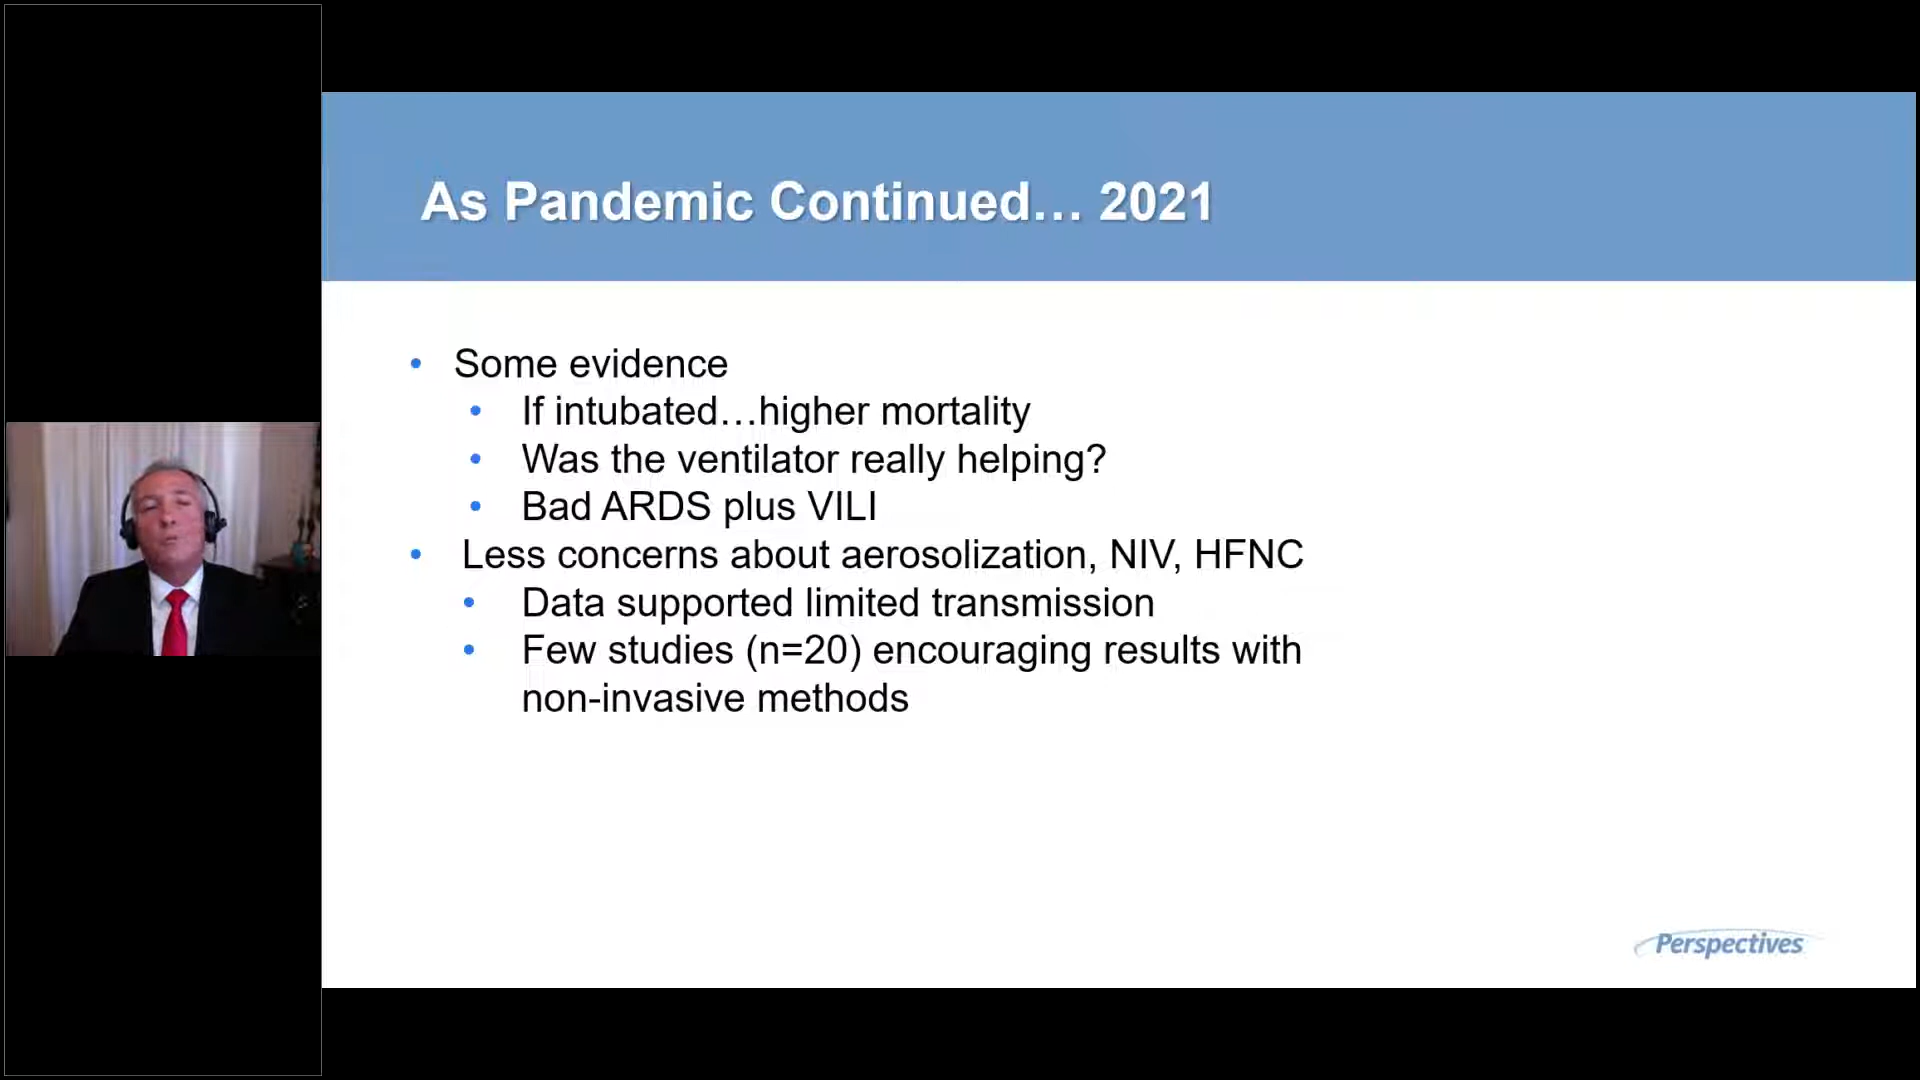 As Pandemic Continued… 2021
• Some evidence
• If intubated…higher mortality
• Was the ventilator really helping?
• Bad ARDS plus VILI
• Less concerns about aerosolization, NIV, HFNC
• Data supported limited transmission
• Few studies (n=20) encouraging results with
non-invasive methods
Perspectives